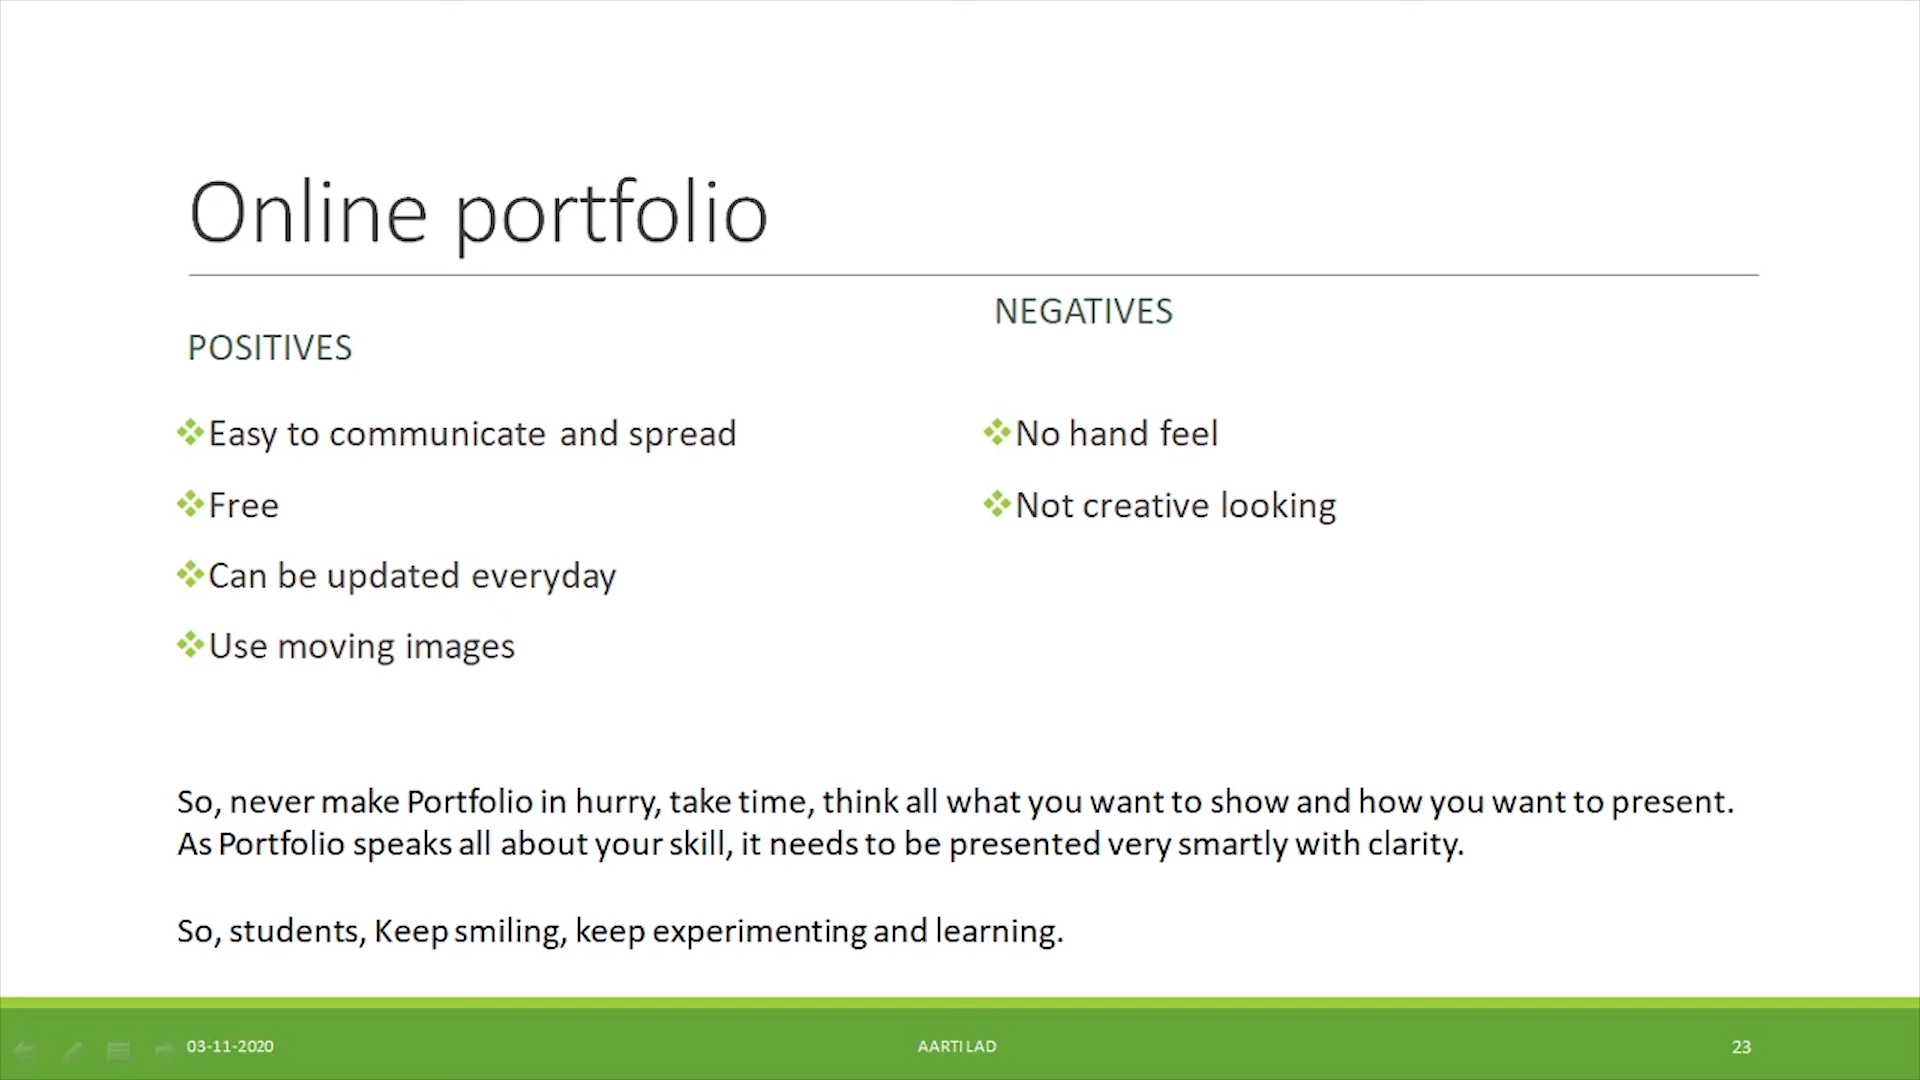 Online portfolio
POSITIVES
Easy to communicate and spread
Free
Can be updated everyday
Use moving images
NEGATIVES
No hand feel
Not creative looking
So, never make Portfolio in hurry, take time, think all what you want to show and how you want to present.
As Portfolio speaks all about your skill, it needs to be presented very smartly with clarity.
So, students, Keep smiling, keep experimenting and learning.
03-11-2020
AARTI LAD
23